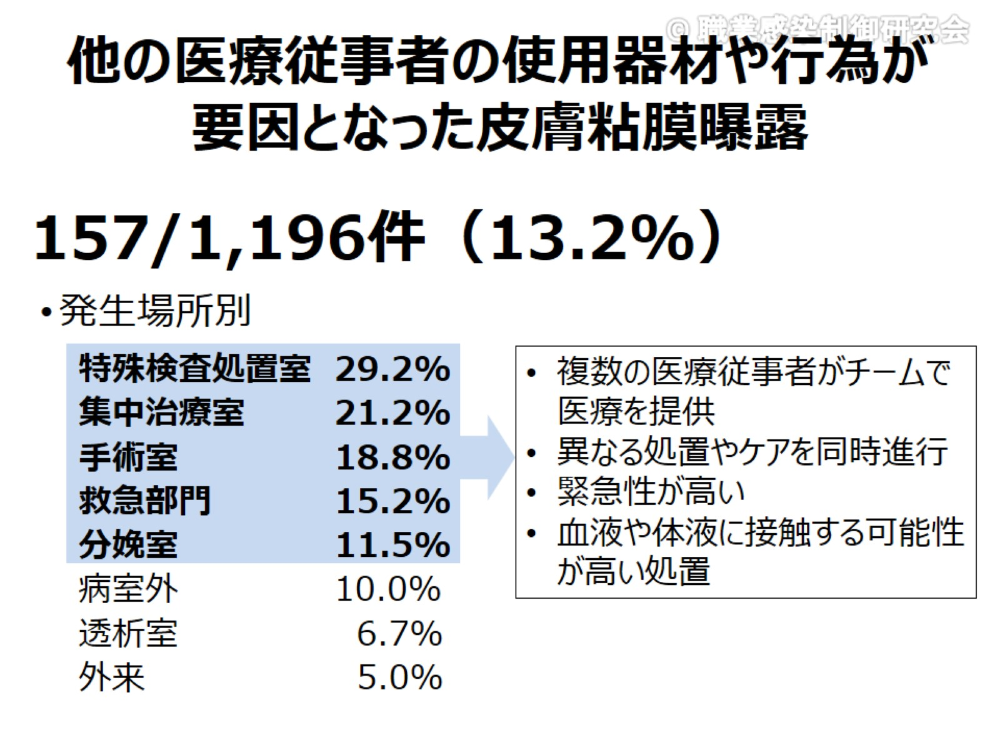 © 職業感染制御研究会
他の医療従事者の使用器材や行為が
要因となった皮膚粘膜曝露
157/1,196件（13.2%）
•発生場所別
特殊検査処置室 29.2%
集中治療室 21.2%
手術室 18.8%
救急部門 15.2%
分娩室 11.5%
病室外 10.0%
透析室 6.7%
外来 5.0%
• 複数の医療従事者がチームで
医療を提供
• 異なる処置やケアを同時進行
• 緊急性が高い
• 血液や体液に接触する可能性
が高い処置